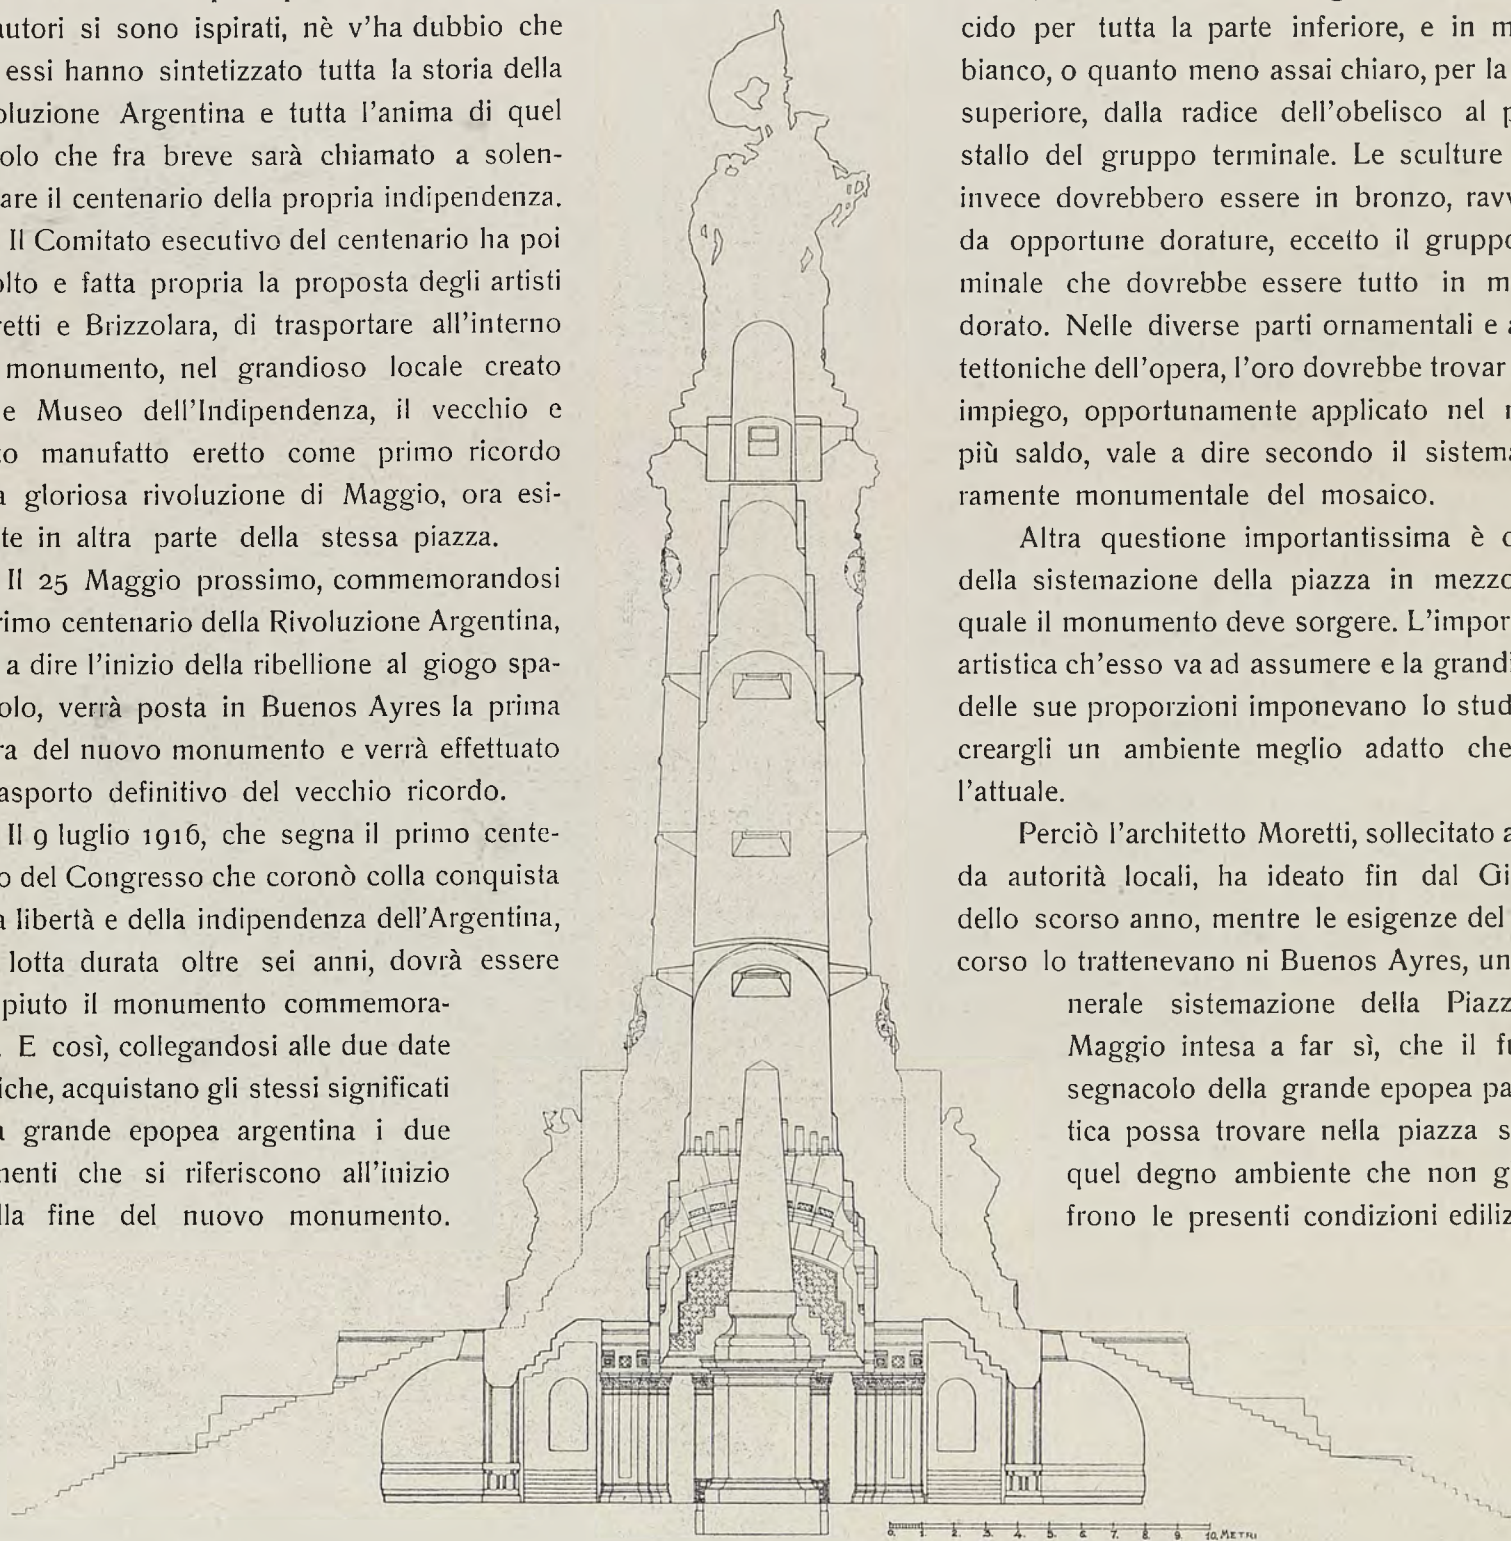 autori si sono ispirati, nè v'ha dubbio che
essi hanno sintetizzato tutta la storia della
oluzione Argentina e tutta l'anima di quel
olo che fra breve sarà chiamato a solen-
are il centenario della propria indipendenza.
Il Comitato esecutivo del centenario ha poi
olto e fatta propria la proposta degli artisti
retti e Brizzolara, di trasportare all'interno
monumento, nel grandioso locale creato
e Museo dell'Indipendenza, il vecchio e
to manufatto eretto come primo ricordo
a gloriosa rivoluzione di Maggio, ora esi-
te in altra parte della stessa piazza.
Il 25 Maggio prossimo, commemorandosi
rimo centenario della Rivoluzione Argentina,
a dire l'inizio della ribellione al giogo spa-
olo, verrà posta in Buenos Ayres la prima
ra del nuovo monumento e verrà effettuato
asporto definitivo del vecchio ricordo.
Il 9 luglio 1916, che segna il primo cente-
o del Congresso che coronò colla conquista
a libertà e della indipendenza dell'Argentina,
lotta durata oltre sei anni, dovrà essere
piuto il monumento commemora-
. E così, collegandosi alle due date
iche, acquistano gli stessi significati
a grande epopea argentina i due
menti che si riferiscono all'inizio
lla fine del nuovo monumento.
cido per tutta la parte inferiore, e in m
bianco, o quanto meno assai chiaro, per la
superiore, dalla radice dell'obelisco al p
stallo del gruppo terminale. Le sculture
invece dovrebbero essere in bronzo, ravv
da opportune dorature, eccetto il gruppo
minale che dovrebbe essere tutto in m
dorato. Nelle diverse parti ornamentali e a
tettoniche dell'opera, l'oro dovrebbe trovar
impiego, opportunamente applicato nel m
più saldo, vale a dire secondo il sistema
ramente monumentale del mosaico.
Altra questione importantissima è q
della sistemazione della piazza in mezzo
quale il monumento deve sorgere. L'impor
artistica ch'esso va ad assumere e la grandi
delle sue proporzioni imponevano lo stud
creargli un ambiente meglio adatto che
l'attuale.
Perciò l'architetto Moretti, sollecitato a
da autorità locali, ha ideato fin dal Gi
dello scorso anno, mentre le esigenze del
corso lo trattenevano ni Buenos Ayres, un
nerale sistemazione della Piazz
Maggio intesa a far sì, che il fu
segnacolo della grande epopea pa
tica possa trovare nella piazza s
quel degno ambiente che non g
frono le presenti condizioni ediliz
0. 1. 2. 3. 4. 5. 6. 7. 8. 9. 10. METRI